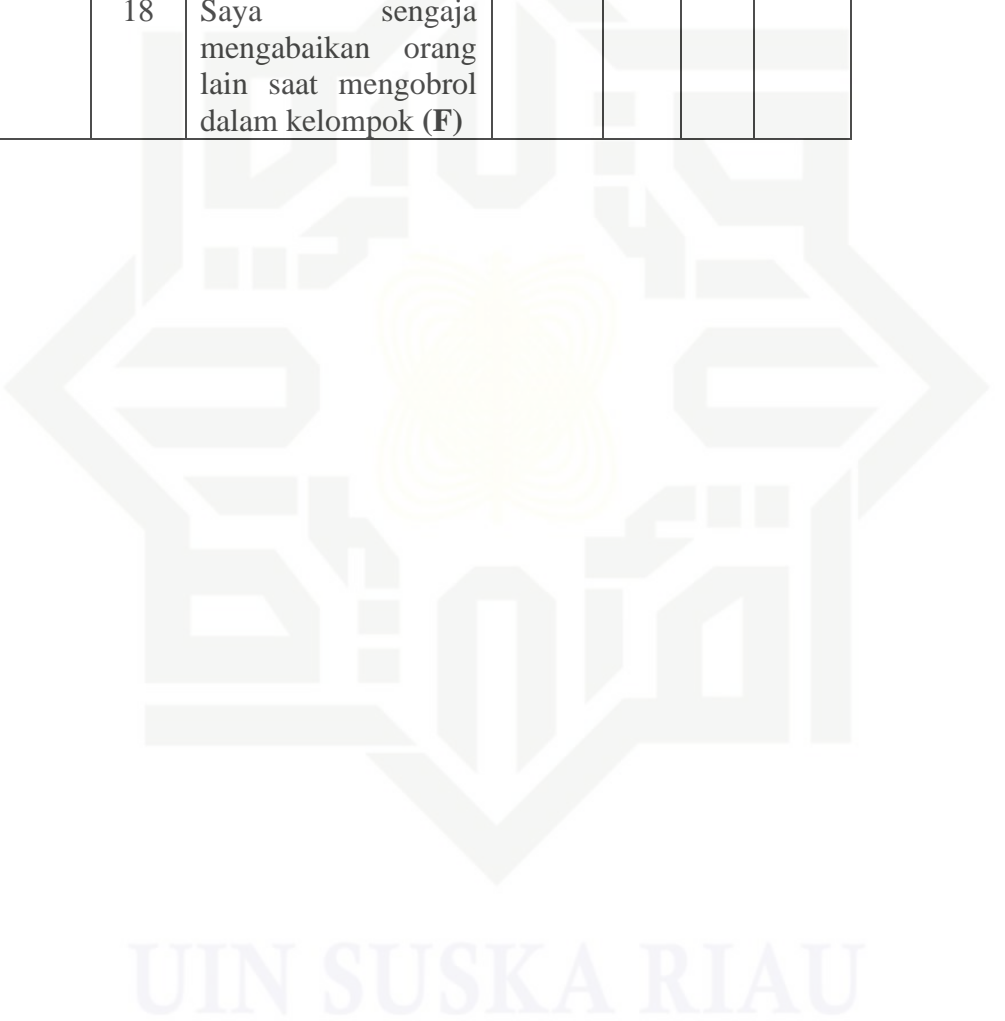 18 Saya sengaja
mengabaikan orang
lain saat mengobrol
dalam kelompok (F)
UIN SUSKA RIAU